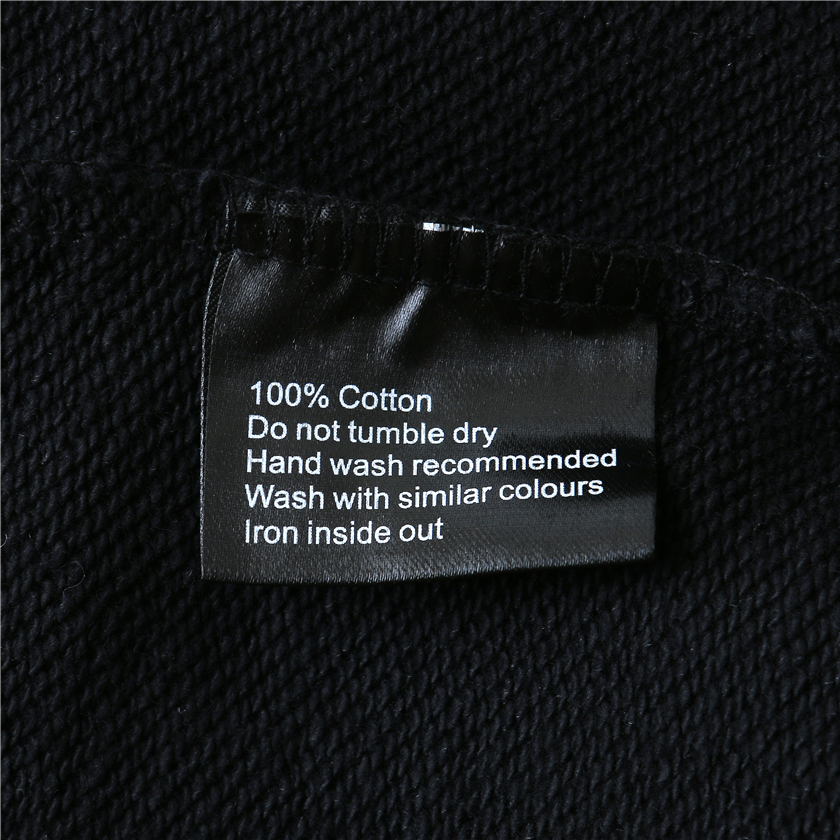 100% Cotton
Do not tumble dry
Hand wash recommended
Wash with similar colours
Iron inside out